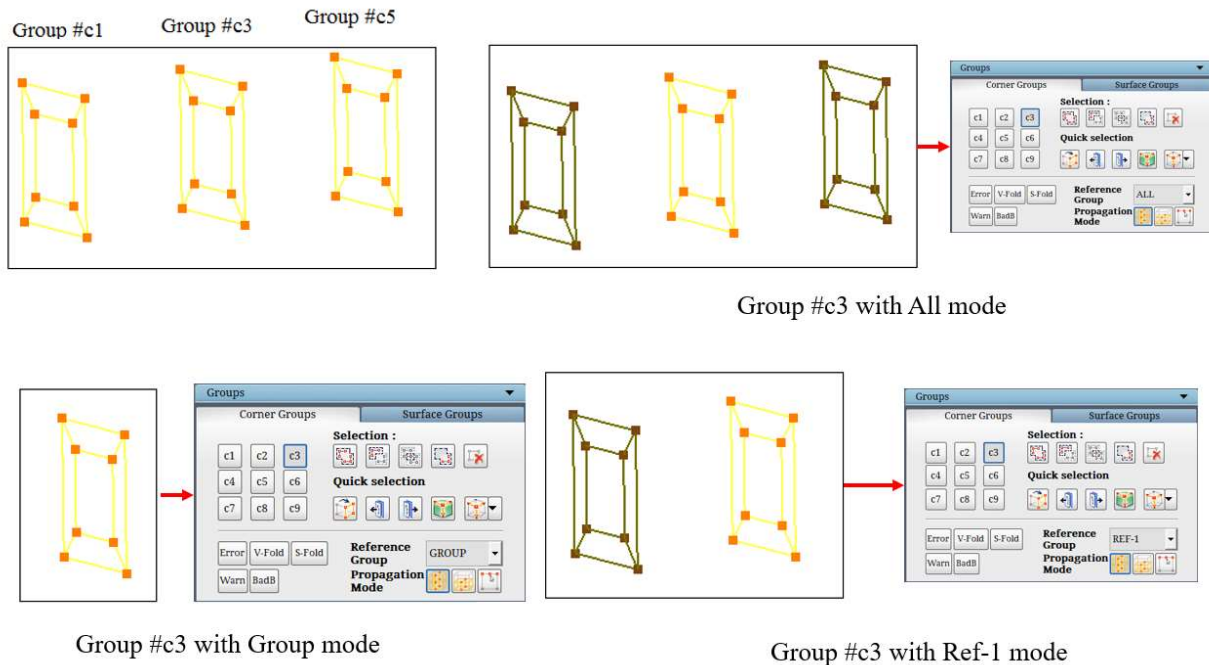 Group #c1
Group #c3
Group #c5
Groups
Corner Groups
Surface Groups
Selection :
c1 c2 c3
c4 c5 c6
Quick selection
c7 c8 c9
Error V-Fold S-Fold
Reference
Group
ALL
Warn BadB
Propagation
Mode
Group #c3 with All mode
Groups
Corner Groups
Surface Groups
Selection :
c1 c2 c3
c4 c5 c6
Quick selection
c7 c8 c9
Error V-Fold S-Fold
Reference
Group
GROUP
Warn BadB
Propagation
Mode
Group #c3 with Group mode
Groups
Corner Groups
Surface Groups
Selection :
c1 c2 c3
c4 c5 c6
Quick selection
c7 c8 c9
Error V-Fold S-Fold
Reference
Group
REF-1
Warn BadB
Propagation
Mode
Group #c3 with Ref-1 mode